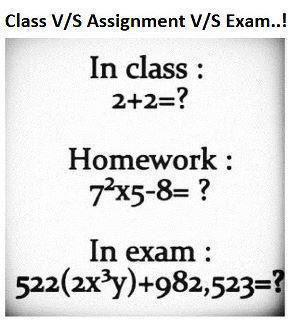 Class V/S Assignment V/S Exam..!
In class :
2+2=?
Homework :
7²x5-8= ?
In exam :
522(2x³y)+982,523=?